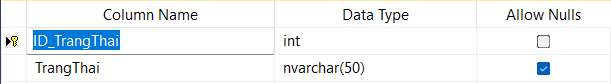 Column Name Data Type Allow Nulls
ID_TrangThai int
TrangThai nvarchar(50)